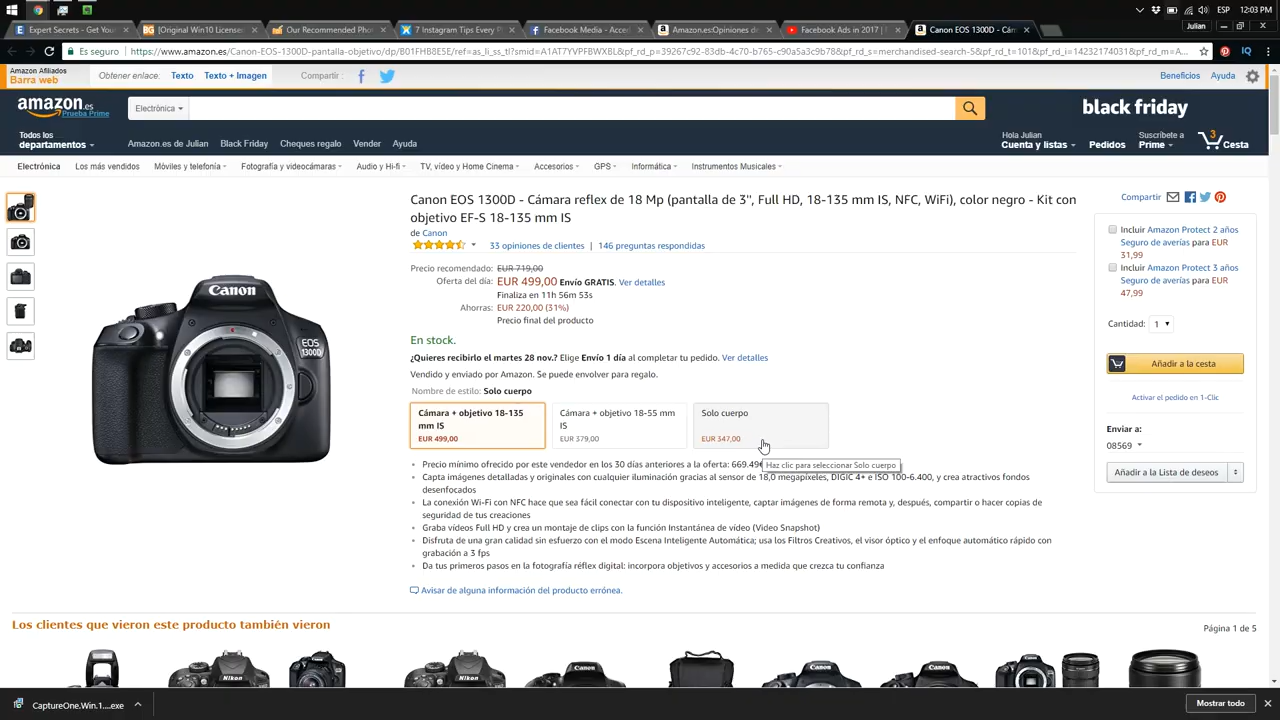 Julian
ESP
12:03 PM
Expert Secrets - Guic
[Original Win10 Licenses]
Our Recommended Phot
7 Instagram Tips Every P
Facebook Media - Accen
Amazon.es:Opiniones de
Facebook Ads in 2017 |
Canon EOS 1300D - Cám
Es seguro
https://www.amazon.es/Canon-EOS-1300D-pantalla-objetivo/dp/B01FHB8E5E/ref=as_li_ss_tl?smid=A1AT7YVPFBWXBL&pf_rd_p=39267c92-83db-4c70-b765-c90a5a3c9b78&pf_rd_s=merchandised-search-5&pf_rd_t=101&pf_rd_i=14232174031&pf_rd_m=A...
Amazon Afiliados
Barra web
Obtener enlace:
Texto
Texto + Imagen
Compartir :
Beneficios
Ayuda
amazon.es
Prueba Prime
Electrónica
black friday
Todos los
departamentos
Amazon.es de Julian
Black Friday
Cheques regalo
Vender
Ayuda
Hola Julian
Cuenta y listas
Pedidos
Suscríbete a
Prime
3
Cesta
Electrónica
Los más vendidos
Móviles y telefonía
Fotografía y videocámaras
Audio y Hi-fi
TV, vídeo y Home Cinema
Accesorios
GPS
Informática
Instrumentos Musicales
Canon EOS 1300D - Cámara reflex de 18 Mp (pantalla de 3", Full HD, 18-135 mm IS, NFC, WiFi), color negro - Kit con
objetivo EF-S 18-135 mm IS
de Canon
33 opiniones de clientes | 146 preguntas respondidas
Precio recomendado: EUR 719,00
Oferta del día: EUR 499,00 Envío GRATIS. Ver detalles
Finaliza en 11h 56m 53s
Ahorras: EUR 220,00 (31%)
Precio final del producto
En stock.
¿Quieres recibirlo el martes 28 nov.? Elige Envío 1 día al completar tu pedido. Ver detalles
Vendido y enviado por Amazon. Se puede envolver para regalo.
Nombre de estilo: Solo cuerpo
Cámara + objetivo 18-135
mm IS
EUR 499,00
Cámara + objetivo 18-55 mm
IS
EUR 379,00
Solo cuerpo
EUR 347,00
Haz clic para seleccionar Solo cuerpo
Precio mínimo ofrecido por este vendedor en los 30 días anteriores a la oferta: 669.49€
Capta imágenes detalladas y originales con cualquier iluminación gracias al sensor de 18,0 megapíxeles, DIGIC 4+ e ISO 100-6.400, y crea atractivos fondos
desenfocados
La conexión Wi-Fi con NFC hace que sea fácil conectar con tu dispositivo inteligente, captar imágenes de forma remota y, después, compartir o hacer copias de
seguridad de tus creaciones
Graba vídeos Full HD y crea un montaje de clips con la función Instantánea de vídeo (Video Snapshot)
Disfruta de una gran calidad sin esfuerzo con el modo Escena Inteligente Automática; usa los Filtros Creativos, el visor óptico y el enfoque automático rápido con
grabación a 3 fps
Da tus primeros pasos en la fotografía réflex digital: incorpora objetivos y accesorios a medida que crezca tu confianza
Avisar de alguna información del producto errónea.
Compartir
Incluir Amazon Protect 2 años
Seguro de averías para EUR
31,99
Incluir Amazon Protect 3 años
Seguro de averías para EUR
47,99
Cantidad: 1
Añadir a la cesta
Activar el pedido en 1-Clic
Enviar a:
08569
Añadir a la Lista de deseos
Canon
EOS
1300D
Los clientes que vieron este producto también vieron
Página 1 de 5
Nikon
Nikon
CaptureOne.Win.1....exe
Mostrar todo